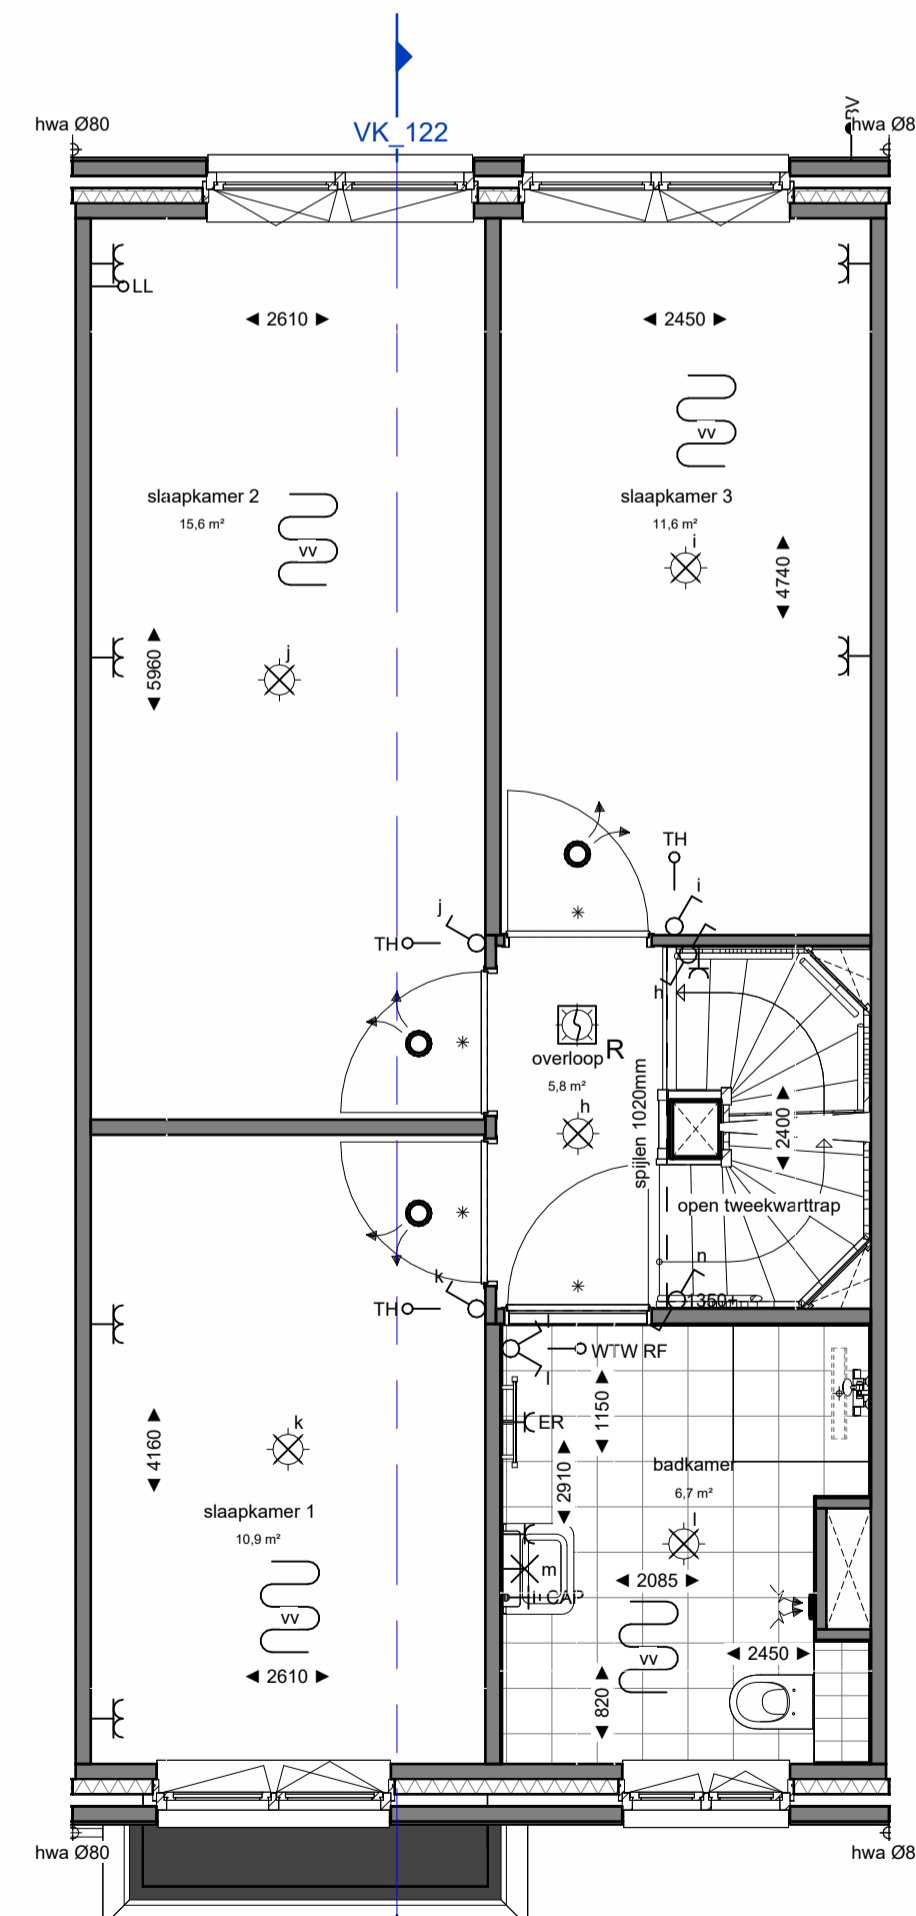 hwa Ø80
VK_122
hwa Ø8
LL
2610
2450
vv
slaapkamer 2
15,6 m²
vv
slaapkamer 3
11,6 m²
i
4740
5960
j
TH
i
j
TH
h
overloop R
5,8 m²
h
spijlen 1020mm
2400
open tweekwarttrap
n
k
TH
1350+
l
WTW RF
l
1150
ER
k
4160
2910
badkamer
6,7 m²
slaapkamer 1
10,9 m²
l
m
2085
CAP
vv
vv
2450
2610
820
hwa Ø80
hwa Ø8